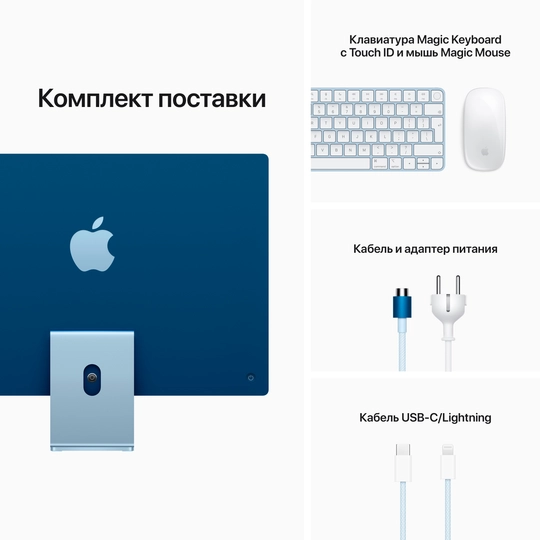 Комплект поставки
Клавиатура Magic Keyboard
с Touch ID и мышь Magic Mouse
Кабель и адаптер питания
Кабель USB-C/Lightning